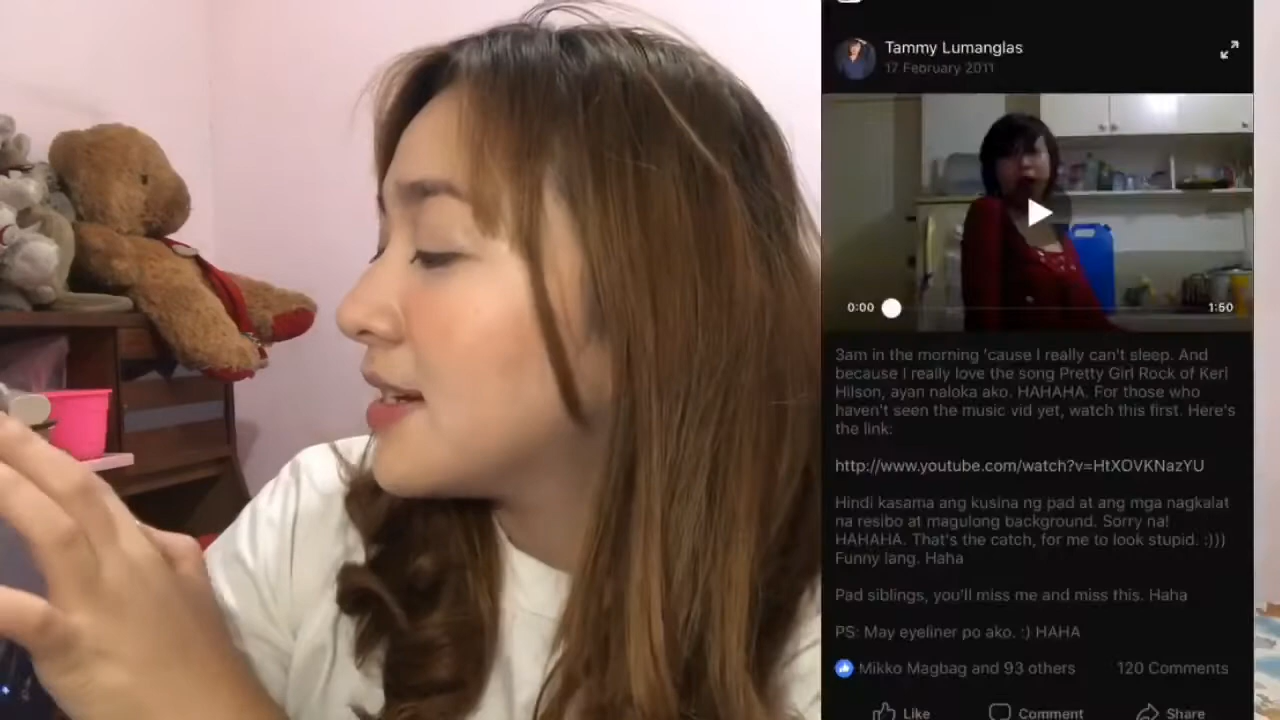 Tammy Lumanglas
17 February 2011
0:00
1:50
3am in the morning 'cause I really can't sleep. And
because I really love the song Pretty Girl Rock of Keri
Hilson, ayan naloka ako. HAHAHA. For those who
haven't seen the music vid yet, watch this first. Here's
the link:
http://www.youtube.com/watch?v=HtXOVKNazYU
Hindi kasama ang kusina ng pad at ang mga nagkalat
na resibo at magulong background. Sorry na!
HAHAHA. That's the catch, for me to look stupid. :)))
Funny lang. Haha
Pad siblings, you'll miss me and miss this. Haha
PS: May eyeliner po ako. :) HAHA
Mikko Magbag and 93 others
120 Comments
Like
Comment
Share